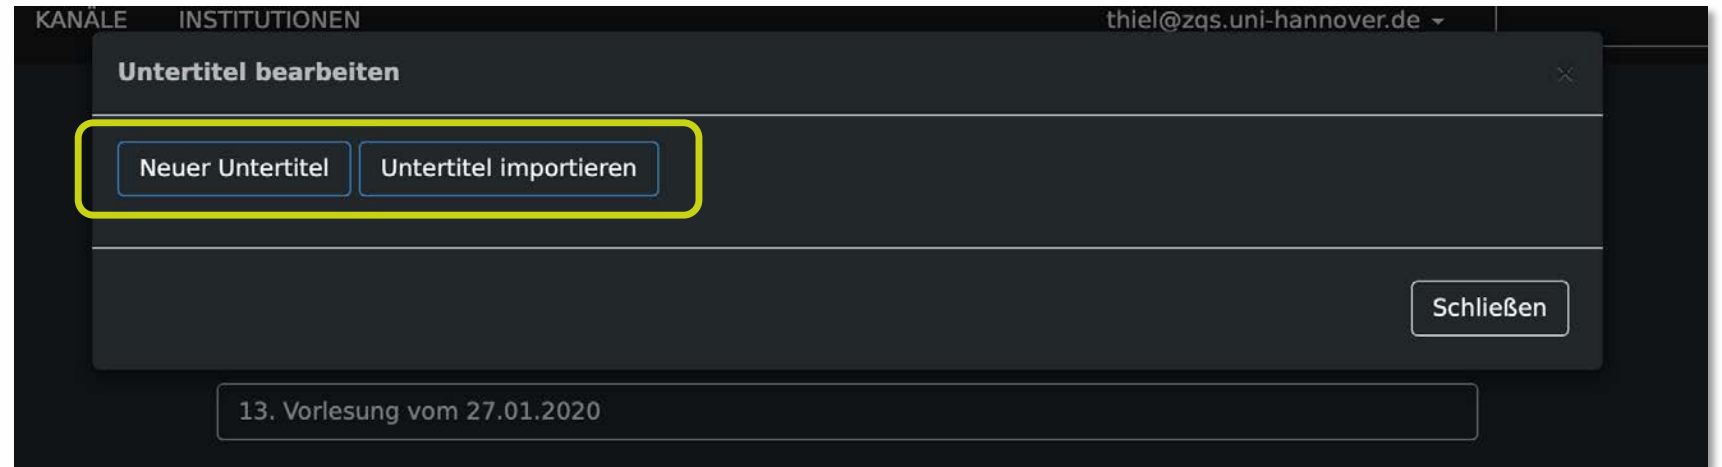 KANÄLE INSTITUTIONEN thiel@zqs.uni-hannover.de
Untertitel bearbeiten ×
Neuer Untertitel Untertitel importieren
Schließen
13. Vorlesung vom 27.01.2020